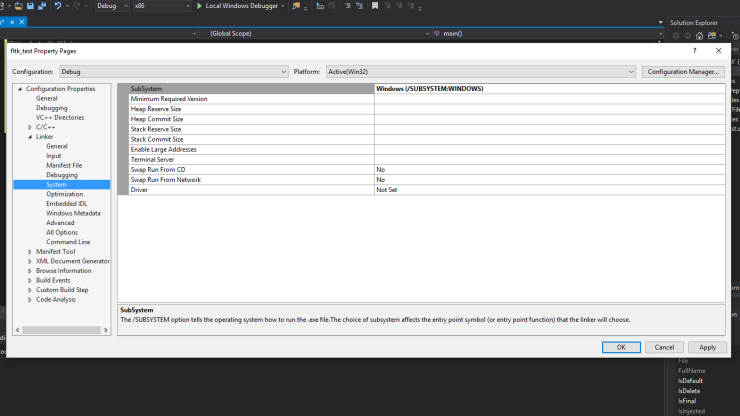 Debug x86 Local Windows Debugger
Solution Explorer
(Global Scope) main()
fltk_test Property Pages
Configuration: Debug Platform: Active(Win32) Configuration Manager...
Configuration Properties
General
Debugging
VC++ Directories
C/C++
Linker
General
Input
Manifest File
Debugging
System
Optimization
Embedded IDL
Windows Metadata
Advanced
All Options
Command Line
Manifest Tool
XML Document Generator
Browse Information
Build Events
Custom Build Step
Code Analysis
SubSystem Windows (/SUBSYSTEM:WINDOWS)
Minimum Required Version
Heap Reserve Size
Heap Commit Size
Stack Reserve Size
Stack Commit Size
Enable Large Addresses
Terminal Server
Swap Run From CD No
Swap Run From Network No
Driver Not Set
SubSystem
The /SUBSYSTEM option tells the operating system how to run the .exe file.The choice of subsystem affects the entry point symbol (or entry point function) that the linker will choose.
OK Cancel Apply
File
FullName
IsDefault
IsDelete
IsFinal
IsInjected